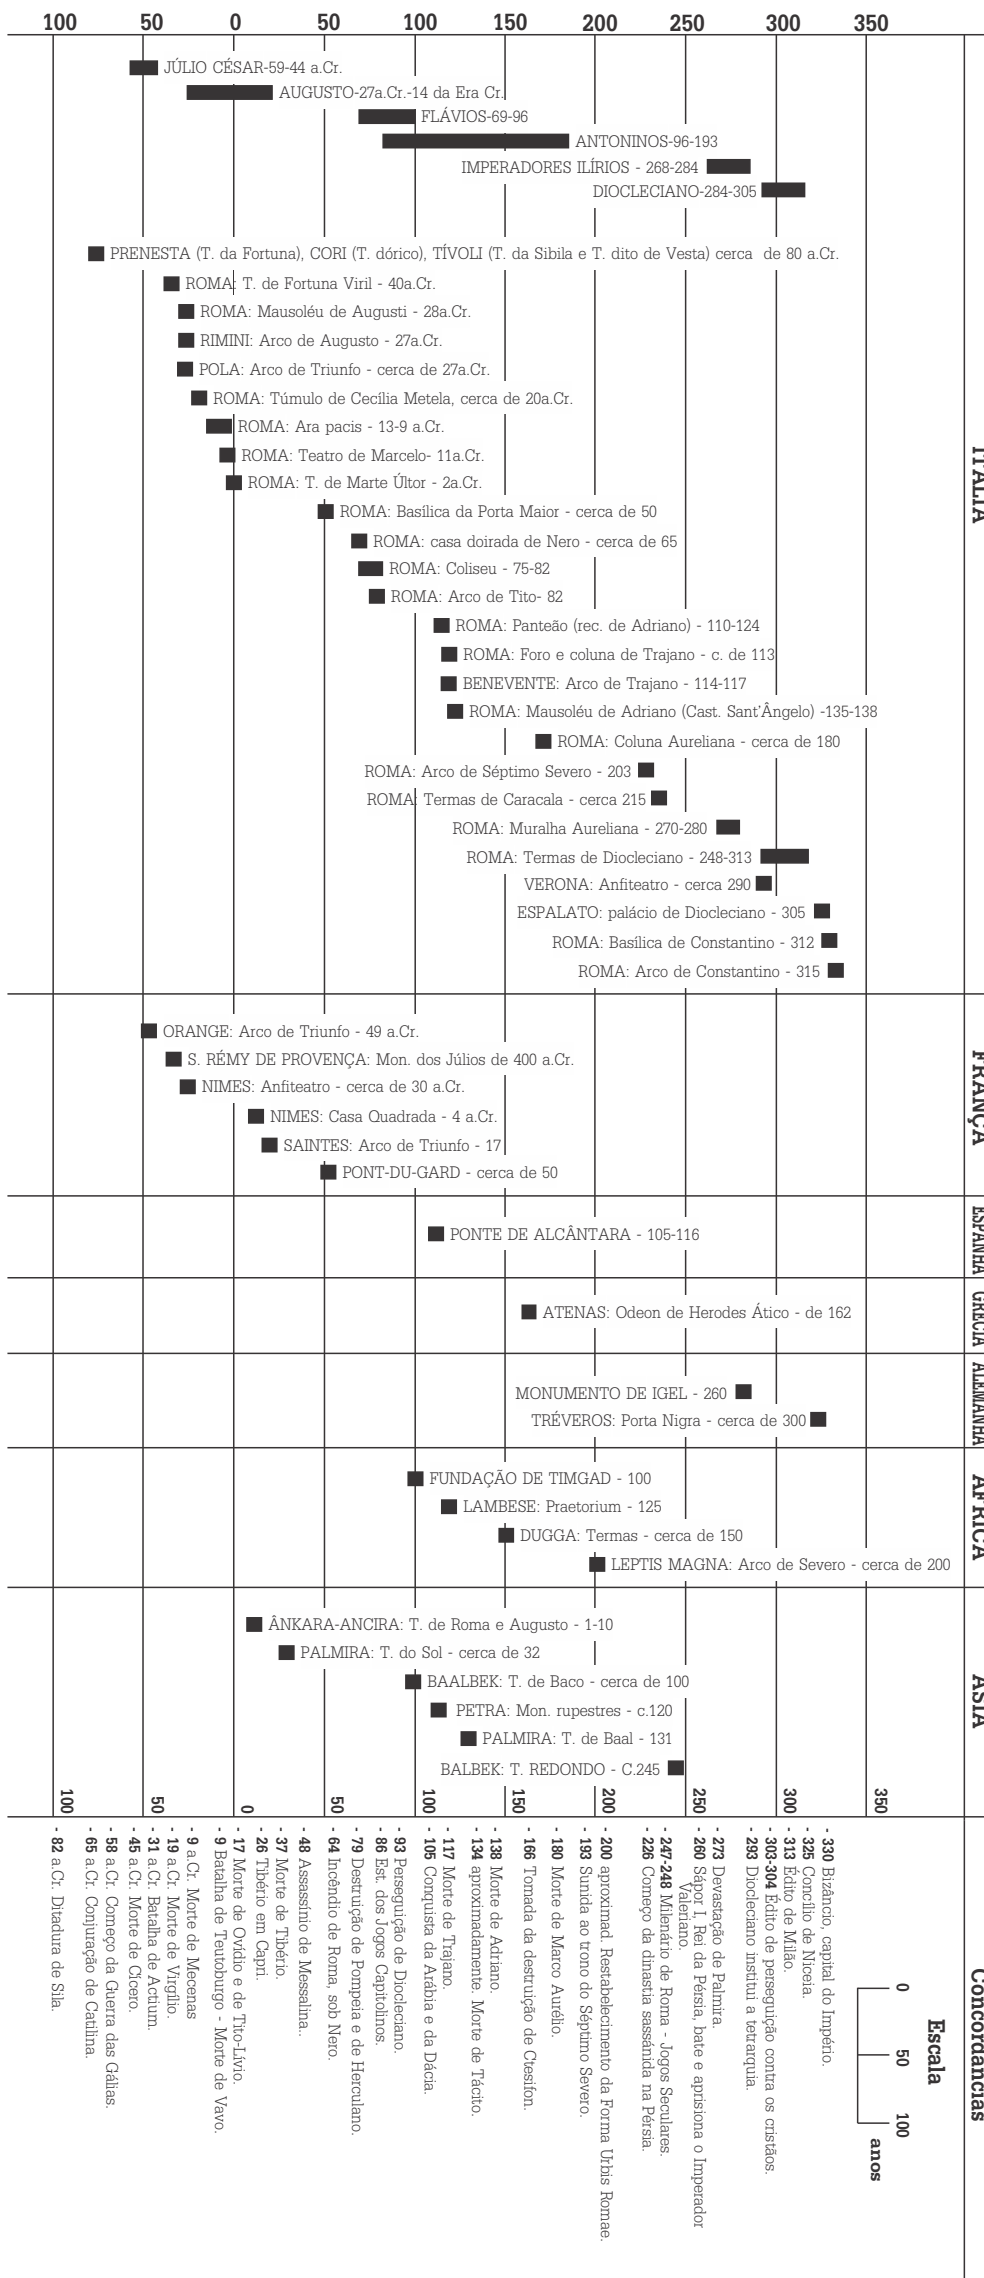 100 50 0 50 100 150 200 250 300 350
JÚLIO CÉSAR-59-44 a.Cr.
AUGUSTO-27a.Cr.-14 da Era Cr.
FLÁVIOS-69-96
ANTONINOS-96-193
IMPERADORES ILÍRIOS - 268-284
DIOCLECIANO-284-305
PRENESTA (T. da Fortuna), CORI (T. dórico), TÍVOLI (T. da Sibila e T. dito de Vesta) cerca de 80 a.Cr.
ROMA: T. de Fortuna Viril - 40a.Cr.
ROMA: Mausoléu de Augusti - 28a.Cr.
RIMINI: Arco de Augusto - 27a.Cr.
POLA: Arco de Triunfo - cerca de 27a.Cr.
ROMA: Túmulo de Cecília Metela, cerca de 20a.Cr.
ROMA: Ara pacis - 13-9 a.Cr.
ROMA: Teatro de Marcelo- 11a.Cr.
ROMA: T. de Marte Últor - 2a.Cr.
ROMA: Basílica da Porta Maior - cerca de 50
ROMA: casa doirada de Nero - cerca de 65
ROMA: Coliseu - 75-82
ROMA: Arco de Tito- 82
ROMA: Panteão (rec. de Adriano) - 110-124
ROMA: Foro e coluna de Trajano - c. de 113
BENEVENTE: Arco de Trajano - 114-117
ROMA: Mausoléu de Adriano (Cast. Sant'Ângelo) -135-138
ROMA: Coluna Aureliana - cerca de 180
ROMA: Arco de Séptimo Severo - 203
ROMA: Termas de Caracala - cerca 215
ROMA: Muralha Aureliana - 270-280
ROMA: Termas de Diocleciano - 248-313
VERONA: Anfiteatro - cerca 290
ESPALATO: palácio de Diocleciano - 305
ROMA: Basílica de Constantino - 312
ROMA: Arco de Constantino - 315
ITALIA
ORANGE: Arco de Triunfo - 49 a.Cr.
S. RÉMY DE PROVENÇA: Mon. dos Júlios de 400 a.Cr.
NIMES: Anfiteatro - cerca de 30 a.Cr.
NIMES: Casa Quadrada - 4 a.Cr.
SAINTES: Arco de Triunfo - 17
PONT-DU-GARD - cerca de 50
FRANÇA
PONTE DE ALCÂNTARA - 105-116
ESPANHA
ATENAS: Odeon de Herodes Ático - de 162
GRÉCIA
MONUMENTO DE IGEL - 260
TRÉVEROS: Porta Nigra - cerca de 300
ALEMANHA
FUNDAÇÃO DE TIMGAD - 100
LAMBESE: Praetorium - 125
DUGGA: Termas - cerca de 150
LEPTIS MAGNA: Arco de Severo - cerca de 200
AFRICA
ÂNKARA-ANCIRA: T. de Roma e Augusto - 1-10
PALMIRA: T. do Sol - cerca de 32
BAALBEK: T. de Baco - cerca de 100
PETRA: Mon. rupestres - c.120
PALMIRA: T. de Baal - 131
BALBEK: T. REDONDO - C.245
ASIA
100 50 0 50 100 150 200 250 300 350
Concordancias
Escala
0 50 100
anos
- 330 Bizâncio, capital do Império.
- 325 Concílio de Niceia.
- 313 Édito de Milão.
- 303-304 Édito de perseguição contra os cristãos.
- 293 Diocleciano institui a tetrarquia.
- 273 Devastação de Palmira.
- 260 Sápor I, Rei da Pérsia, bate e aprisiona o Imperador
Valeriano.
- 247-248 Milenário de Roma - Jogos Seculares.
- 226 Começo da dinastia sassánida na Pérsia.
- 200 aproximad. Restabelecimento da Forma Urbis Romae.
- 193 Sunida ao trono do Séptimo Severo.
- 180 Morte de Marco Aurélio.
- 166 Tomada da destruição de Ctesifon.
- 138 Morte de Adriano.
- 134 aproximadamente. Morte de Tácito.
- 117 Morte de Trajano.
- 105 Conquista da Arábia e da Dácia.
- 93 Perseguição de Diocleciano.
- 86 Est. dos Jogos Capitolinos.
- 79 Destruição de Pompeia e de Herculano.
- 64 Incêndio de Roma, sob Nero.
- 48 Assassínio de Messalina..
- 37 Morte de Tibério.
- 26 Tibério em Capri.
- 17 Morte de Ovídio e de Tito-Lívio.
- 9 Batalha de Teutoburgo - Morte de Vavo.
- 9 a.Cr. Morte de Mecenas
- 19 a.Cr. Morte de Virgílio.
- 31 a.Cr. Batalha de Actium.
- 45 a.Cr. Morte de Cícero.
- 58 a.Cr. Começo da Guerra das Gálias.
- 65 a.Cr. Conjuração de Catilina.
- 82 a.Cr. Ditadura de Sila.